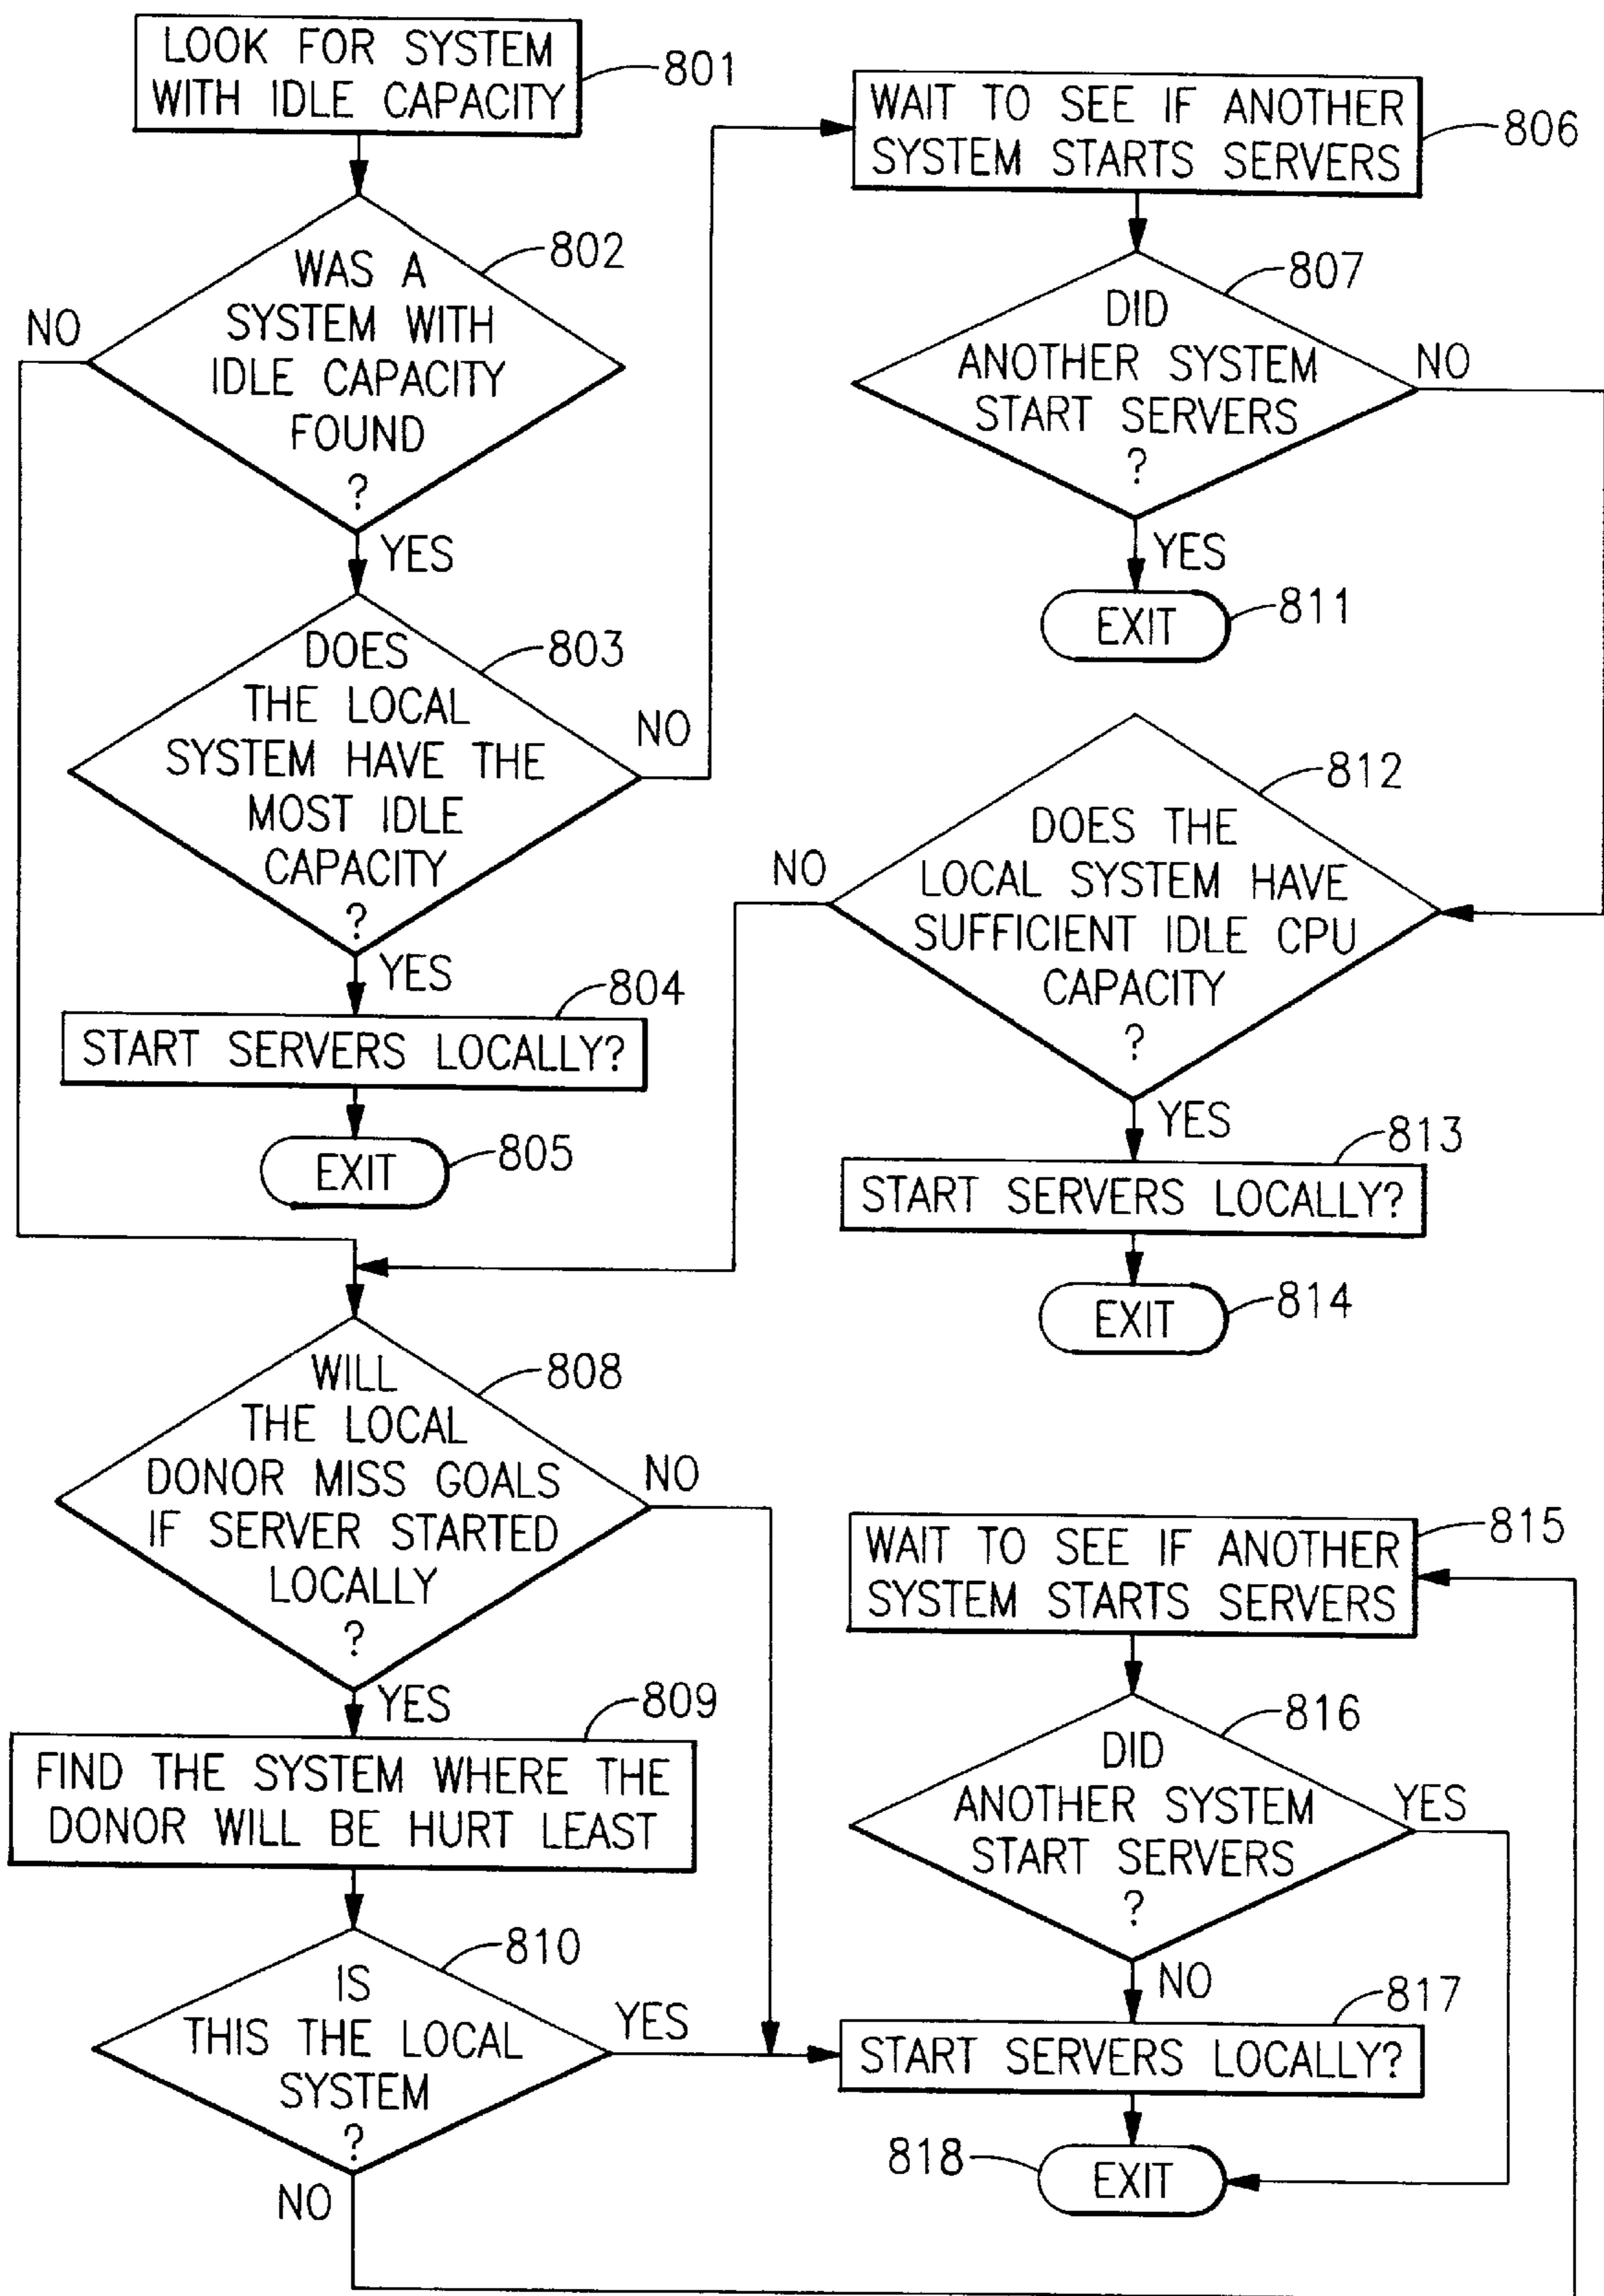 LOOK FOR SYSTEM
WITH IDLE CAPACITY
801
WAS A
SYSTEM WITH
IDLE CAPACITY
FOUND
?
802
NO
YES
DOES
THE LOCAL
SYSTEM HAVE THE
MOST IDLE
CAPACITY
?
803
NO
YES
START SERVERS LOCALLY?
804
EXIT
805
WAIT TO SEE IF ANOTHER
SYSTEM STARTS SERVERS
806
DID
ANOTHER SYSTEM
START SERVERS
?
807
NO
YES
EXIT
811
DOES THE
LOCAL SYSTEM HAVE
SUFFICIENT IDLE CPU
CAPACITY
?
812
NO
YES
START SERVERS LOCALLY?
813
EXIT
814
WILL
THE LOCAL
DONOR MISS GOALS
IF SERVER STARTED
LOCALLY
?
808
NO
YES
FIND THE SYSTEM WHERE THE
DONOR WILL BE HURT LEAST
809
IS
THIS THE LOCAL
SYSTEM
?
810
YES
NO
WAIT TO SEE IF ANOTHER
SYSTEM STARTS SERVERS
815
DID
ANOTHER SYSTEM
START SERVERS
?
816
YES
NO
START SERVERS LOCALLY?
817
EXIT
818